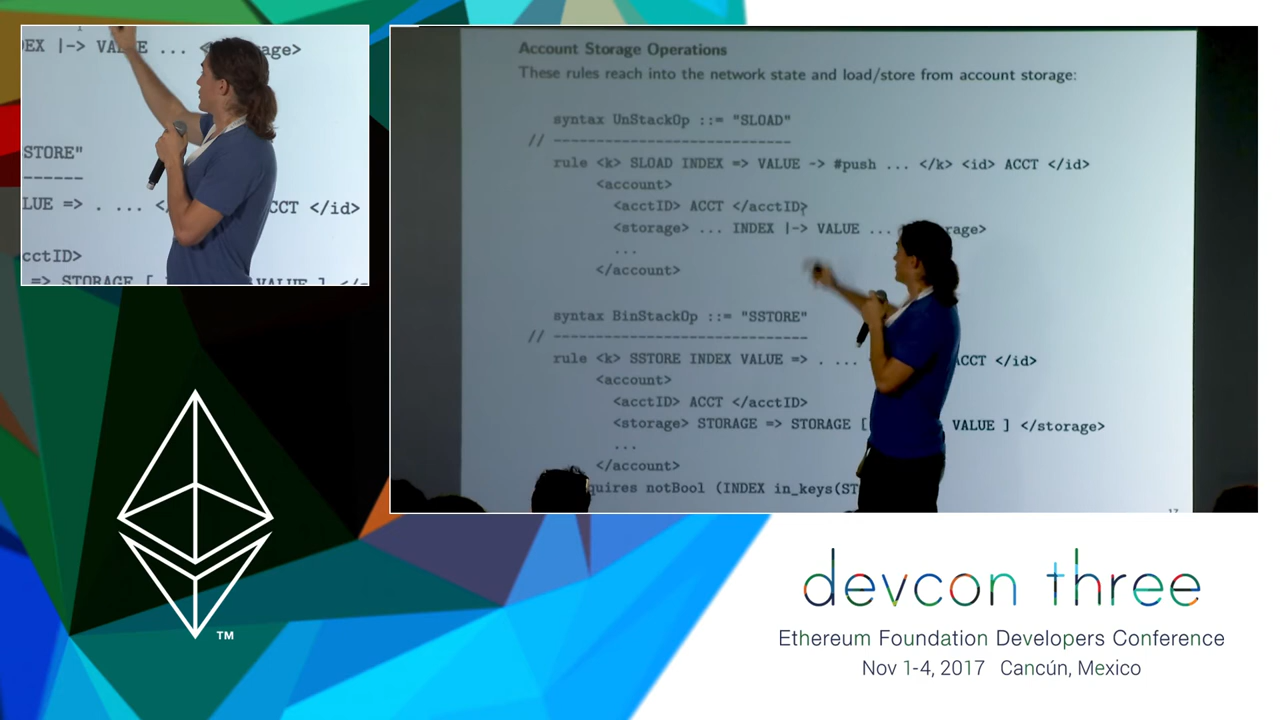 EX |-> VA E ... < age>
STORE"
------
LUE => . ... </ CCT </id>
cctID>
=> STORAGE [ VALUE ] </
Account Storage Operations
These rules reach into the network state and load/store from account storage:
syntax UnStackOp ::= "SLOAD"
// ----------------------------
rule <k> SLOAD INDEX => VALUE -> #push ... </k> <id> ACCT </id>
<account>
<acctID> ACCT </acctID>
<storage> ... INDEX |-> VALUE ... rage>
...
</account>
syntax BinStackOp ::= "SSTORE"
// ------------------------------
rule <k> SSTORE INDEX VALUE => . ... < ACCT </id>
<account>
<acctID> ACCT </acctID>
<storage> STORAGE => STORAGE [ VALUE ] </storage>
...
</account>
quires notBool (INDEX in_keys(ST
TM
devcon three
Ethereum Foundation Developers Conference
Nov 1-4, 2017 Cancún, Mexico